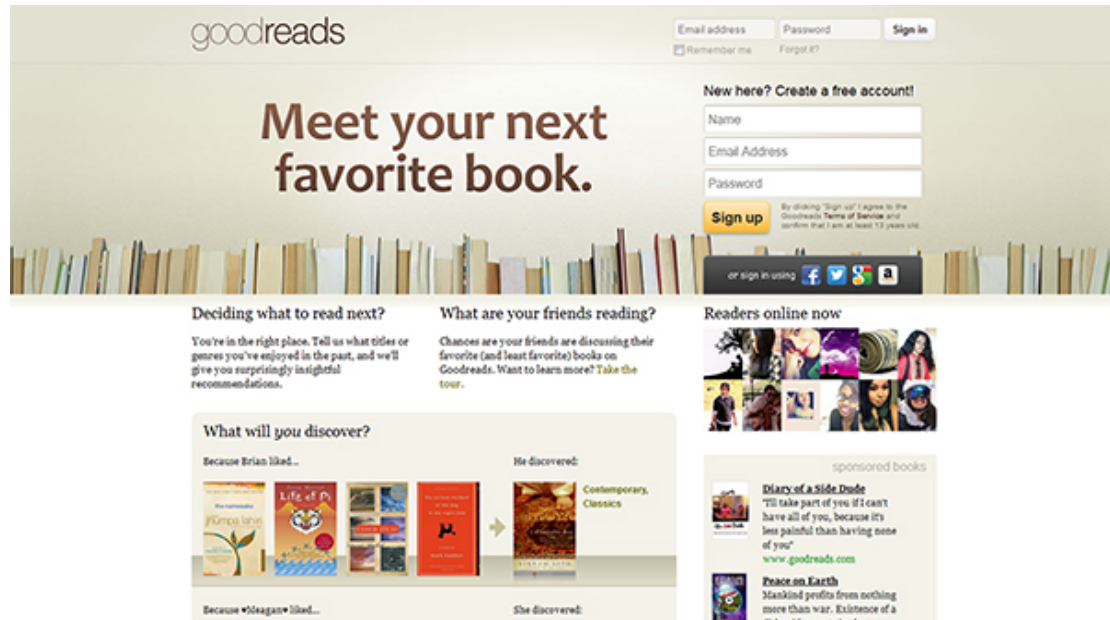 goodreads
Email address
Password
Sign in
Remember me
Forgot it?
Meet your next
favorite book.
New here? Create a free account!
Name
Email Address
Password
Sign up
By clicking "Sign up" I agree to the
Goodreads Terms of Service and
confirm that I am at least 13 years old.
or sign in using
Deciding what to read next?
You're in the right place. Tell us what titles or
genres you've enjoyed in the past, and we'll
give you surprisingly insightful
recommendations.
What are your friends reading?
Chances are your friends are discussing their
favorite (and least favorite) books on
Goodreads. Want to learn more? Take the
tour.
Readers online now
What will you discover?
Because Brian liked...
He discovered:
the namesake
jhumpa lahiri
Life of Pi
Contemporary,
Classics
Because ♥Meagan♥ liked...
She discovered:
sponsored books
Diary of a Side Dude
"I'll take part of you if I can't
have all of you, because it's
less painful than having none
of you"
www.goodreads.com
Peace on Earth
Mankind profits from nothing
more than war. Existence of a